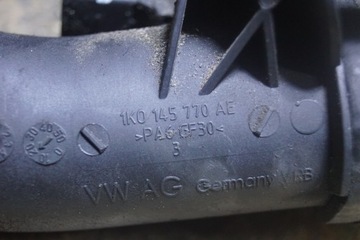 1K0 145 770 AE
>PA6 GF30<
3
VW AG Germany